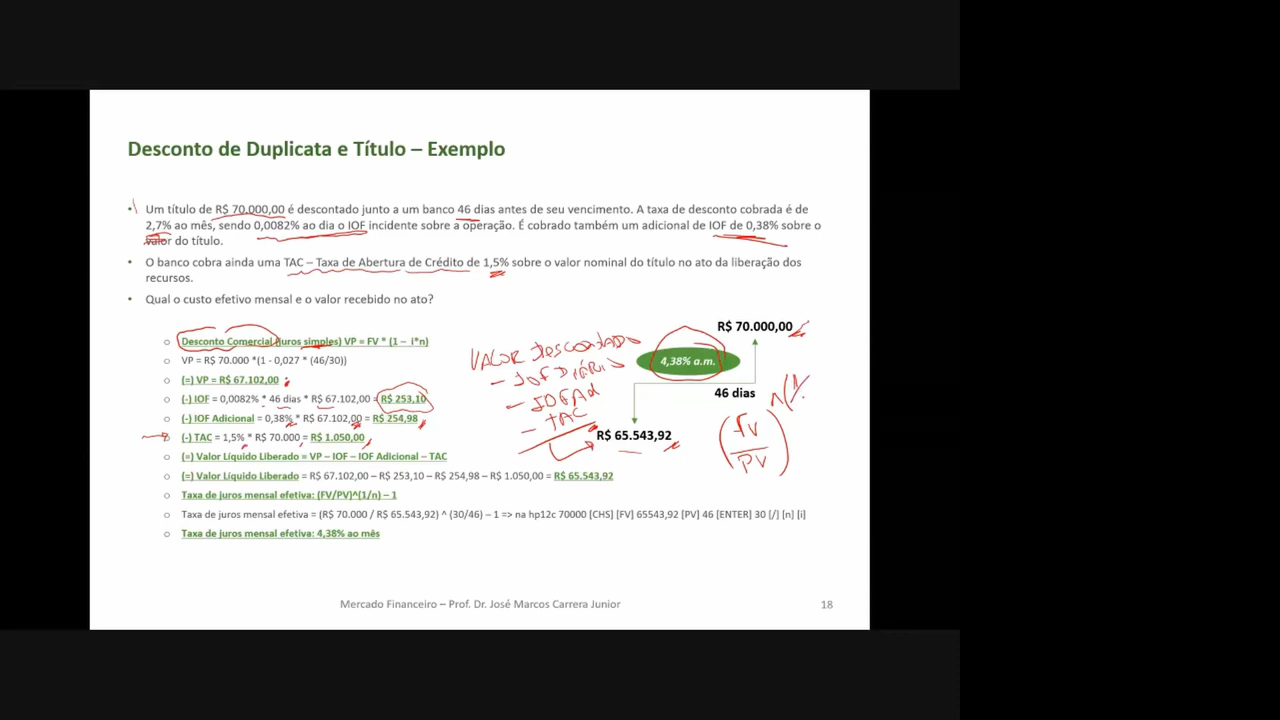 Desconto de Duplicata e Título – Exemplo
• Um título de R$ 70.000,00 é descontado junto a um banco 46 dias antes de seu vencimento. A taxa de desconto cobrada é de
2,7% ao mês, sendo 0,0082% ao dia o IOF incidente sobre a operação. É cobrado também um adicional de IOF de 0,38% sobre o
valor do título.
• O banco cobra ainda uma TAC – Taxa de Abertura de Crédito de 1,5% sobre o valor nominal do título no ato da liberação dos
recursos.
• Qual o custo efetivo mensal e o valor recebido no ato?
o Desconto Comercial (juros simples) VP = FV * (1 – i*n)
o VP = R$ 70.000 *(1 - 0,027 * (46/30))
o (=) VP = R$ 67.102,00
o (-) IOF = 0,0082% * 46 dias * R$ 67.102,00 = R$ 253,10
o (-) IOF Adicional = 0,38% * R$ 67.102,00 = R$ 254,98
o (-) TAC = 1,5% * R$ 70.000 = R$ 1.050,00
o (=) Valor Líquido Liberado = VP – IOF – IOF Adicional – TAC
o (=) Valor Líquido Liberado = R$ 67.102,00 – R$ 253,10 – R$ 254,98 – R$ 1.050,00 = R$ 65.543,92
o Taxa de juros mensal efetiva: (FV/PV)^(1/n) – 1
o Taxa de juros mensal efetiva = (R$ 70.000 / R$ 65.543,92) ^ (30/46) – 1 => na hp12c 70000 [CHS] [FV] 65543,92 [PV] 46 [ENTER] 30 [/] [n] [i]
o Taxa de juros mensal efetiva: 4,38% ao mês
VALOR DESCONTADO
- IOF DIÁRIO
- IOF Ad
- TAC
R$ 70.000,00
4,38% a.m.
46 dias
R$ 65.543,92
(FV
PV)
Mercado Financeiro – Prof. Dr. José Marcos Carrera Junior
18